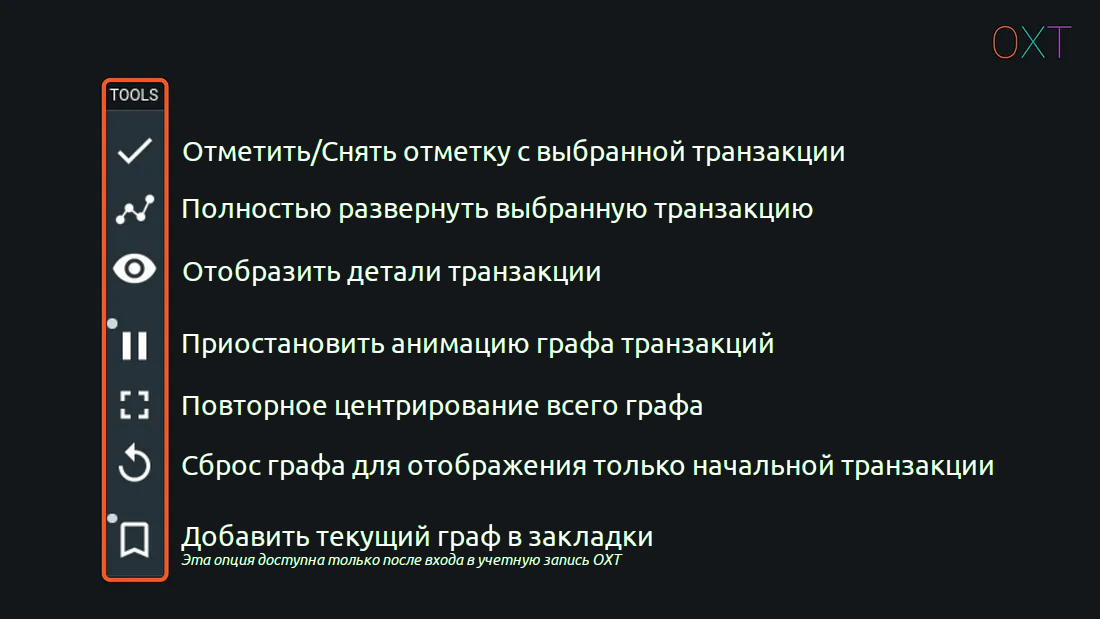 OXT
TOOLS
Отметить/Снять отметку с выбранной транзакции
Полностью развернуть выбранную транзакцию
Отобразить детали транзакции
Приостановить анимацию графа транзакций
Повторное центрирование всего графа
Сброс графа для отображения только начальной транзакции
Добавить текущий граф в закладки
Эта опция доступна только после входа в учетную запись OXT